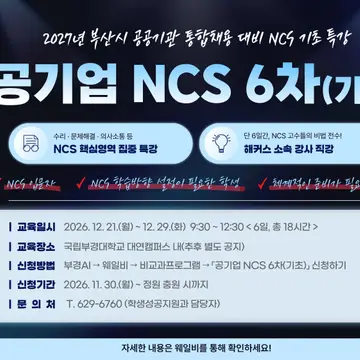 2027년 부산시 공공기관 통합채용 대비 NCS 기초 특강
공기업 NCS 6차(기
수리 · 문제해결 · 의사소통 등
NCS 핵심영역 집중 특강
단 6일간, NCS 고수들의 비법 전수!
해커스 소속 강사 직강
NCS 입문자
NCS 학습방향 설정이 필요한 학생
체계적인 준비가 필요
교육일시 2026. 12. 21.(월) ~ 12. 29.(화) 9:30 ~ 12:30 < 6일, 총 18시간 >
교육장소 국립부경대학교 대연캠퍼스 내(추후 별도 공지)
신청방법 부경AI → 웨일비 → 비교과프로그램 → 「공기업 NCS 6차(기초)」 신청하기
신청기간 2026. 11. 30.(월) ~ 정원 충원 시까지
문 의 처 T. 629-6760 (학생성공지원과 담당자)
자세한 내용은 웨일비를 통해 확인하세요!